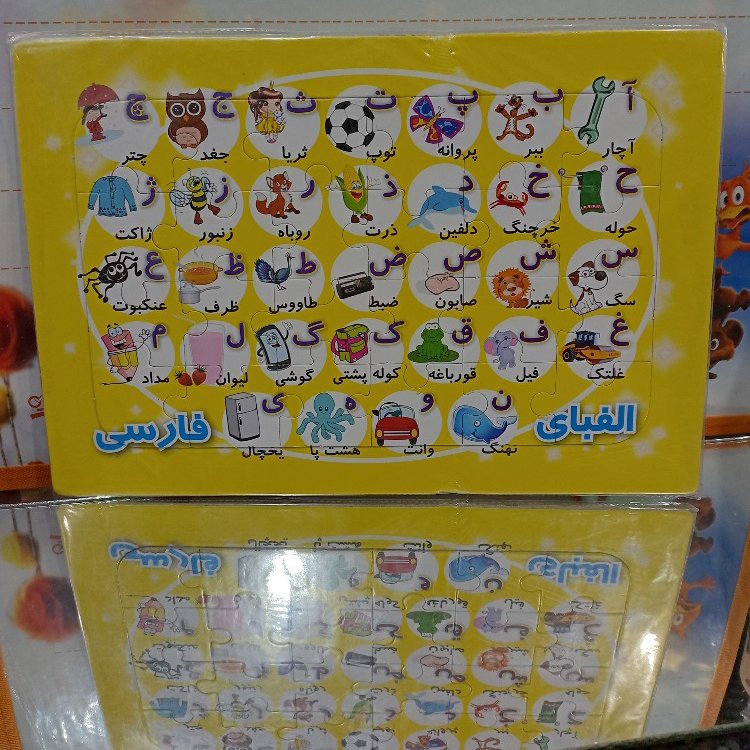 آ ب پ ت ث ج چ
آچار ببر پروانه توپ ثریا جغد چتر
ح خ د ذ ر ز ژ
حوله خرچنگ دلفین ذرت روباه زنبور ژاکت
س ش ص ض ط ظ ع
سگ شیر صابون ضبط طاووس ظرف عنکبوت
غ ف ق ک گ ل م
غلتک فیل قورباغه کوله پشتی گوشی لیوان مداد
ن و ه ی
نهنگ وانت هشت پا یخچال
الفبای فارسی